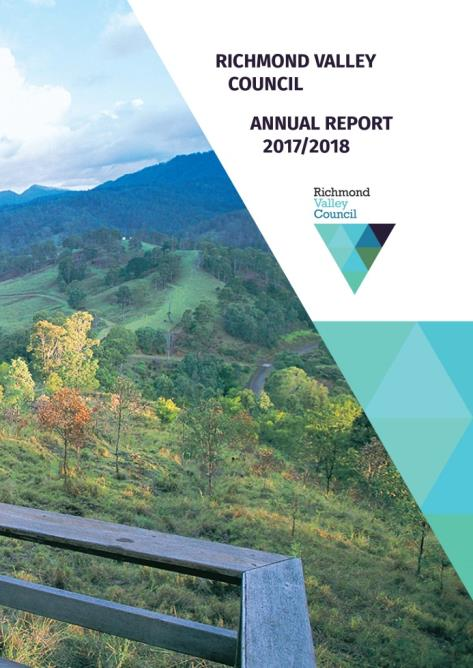 RICHMOND VALLEY
COUNCIL
ANNUAL REPORT
2017/2018
Richmond
Valley
Council